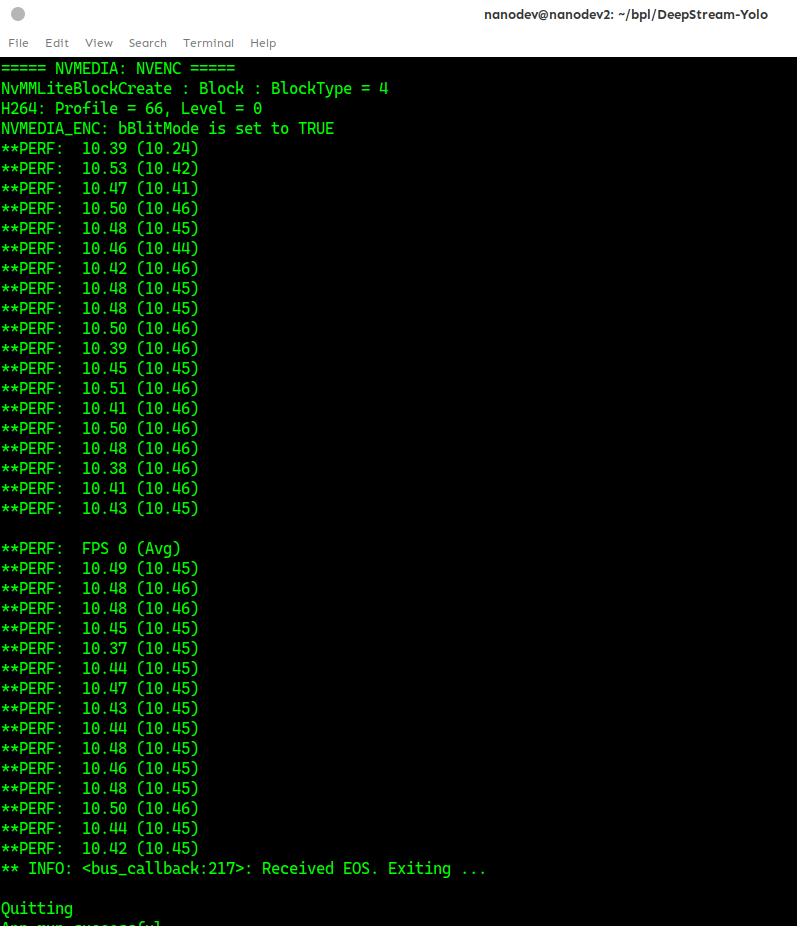 nanodev@nanodev2: ~/bpl/DeepStream-Yolo
File Edit View Search Terminal Help
===== NVMEDIA: NVENC =====
NvMMLiteBlockCreate : Block : BlockType = 4
H264: Profile = 66, Level = 0
NVMEDIA_ENC: bBlitMode is set to TRUE
**PERF:  10.39 (10.24)
**PERF:  10.53 (10.42)
**PERF:  10.47 (10.41)
**PERF:  10.50 (10.46)
**PERF:  10.48 (10.45)
**PERF:  10.46 (10.44)
**PERF:  10.42 (10.46)
**PERF:  10.48 (10.45)
**PERF:  10.48 (10.45)
**PERF:  10.50 (10.46)
**PERF:  10.39 (10.46)
**PERF:  10.45 (10.45)
**PERF:  10.51 (10.46)
**PERF:  10.41 (10.46)
**PERF:  10.50 (10.46)
**PERF:  10.48 (10.46)
**PERF:  10.38 (10.46)
**PERF:  10.41 (10.46)
**PERF:  10.43 (10.45)
**PERF:  FPS 0 (Avg)
**PERF:  10.49 (10.45)
**PERF:  10.48 (10.46)
**PERF:  10.48 (10.46)
**PERF:  10.45 (10.45)
**PERF:  10.37 (10.45)
**PERF:  10.44 (10.45)
**PERF:  10.47 (10.45)
**PERF:  10.43 (10.45)
**PERF:  10.44 (10.45)
**PERF:  10.48 (10.45)
**PERF:  10.46 (10.45)
**PERF:  10.48 (10.45)
**PERF:  10.50 (10.46)
**PERF:  10.44 (10.45)
**PERF:  10.42 (10.45)
** INFO: <bus_callback:217>: Received EOS. Exiting ...
Quitting